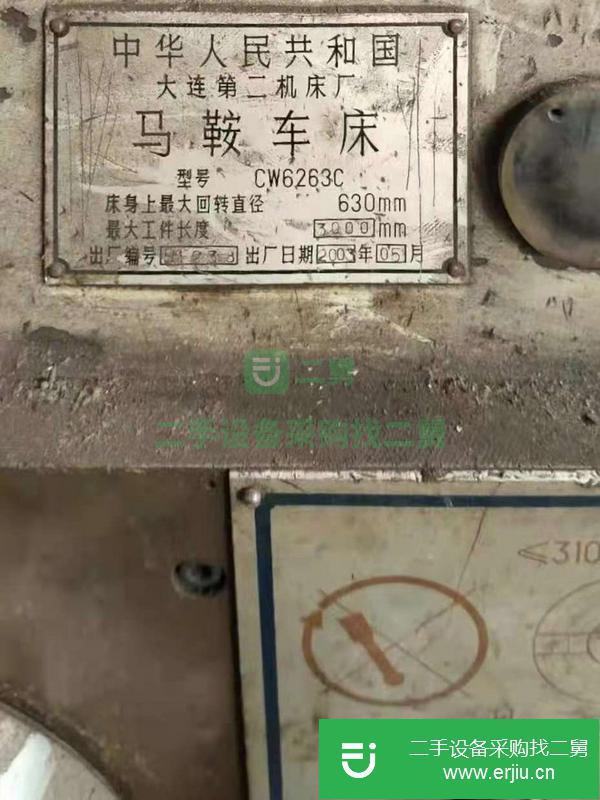 中华人民共和国
大连第二机床厂
马鞍车床
型号 CW6263C
床身上最大回转直径 630mm
最大工件长度 3000mm
出厂编号 出厂日期 2003年05月
二舅
二手设备采购找二舅
≤310
二手设备采购找二舅
www.erjiu.cn